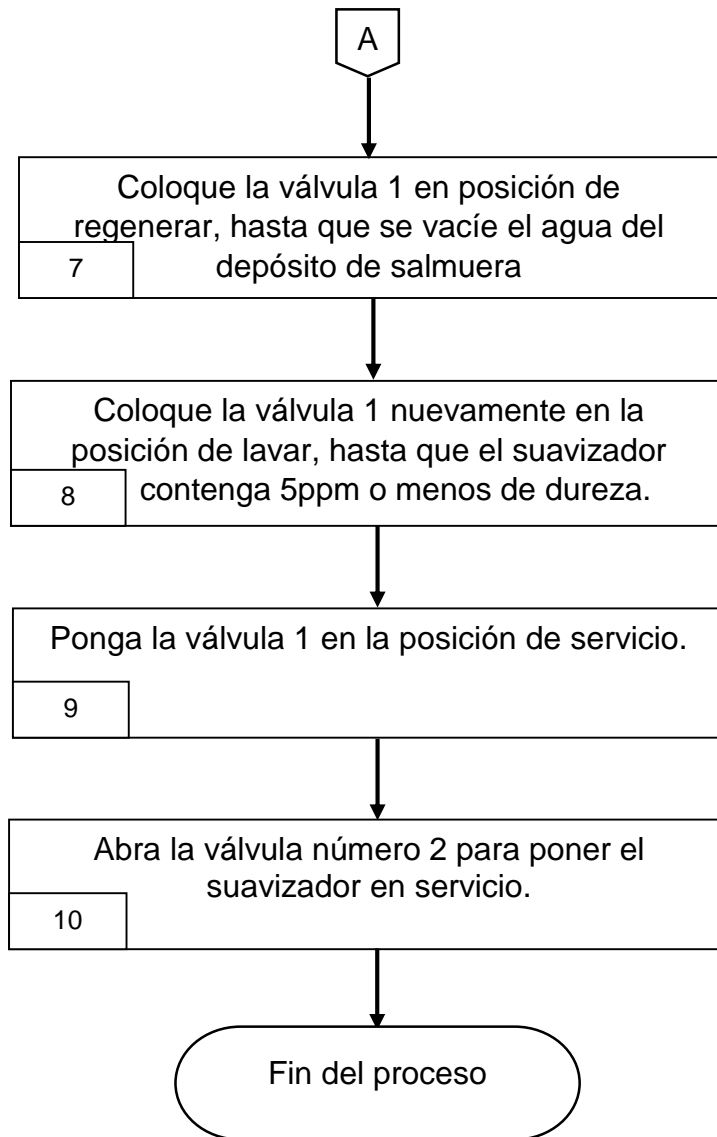 A
Coloque la válvula 1 en posición de
regenerar, hasta que se vacíe el agua del
depósito de salmuera
7
Coloque la válvula 1 nuevamente en la
posición de lavar, hasta que el suavizador
contenga 5ppm o menos de dureza.
8
Ponga la válvula 1 en la posición de servicio.
9
Abra la válvula número 2 para poner el
suavizador en servicio.
10
Fin del proceso